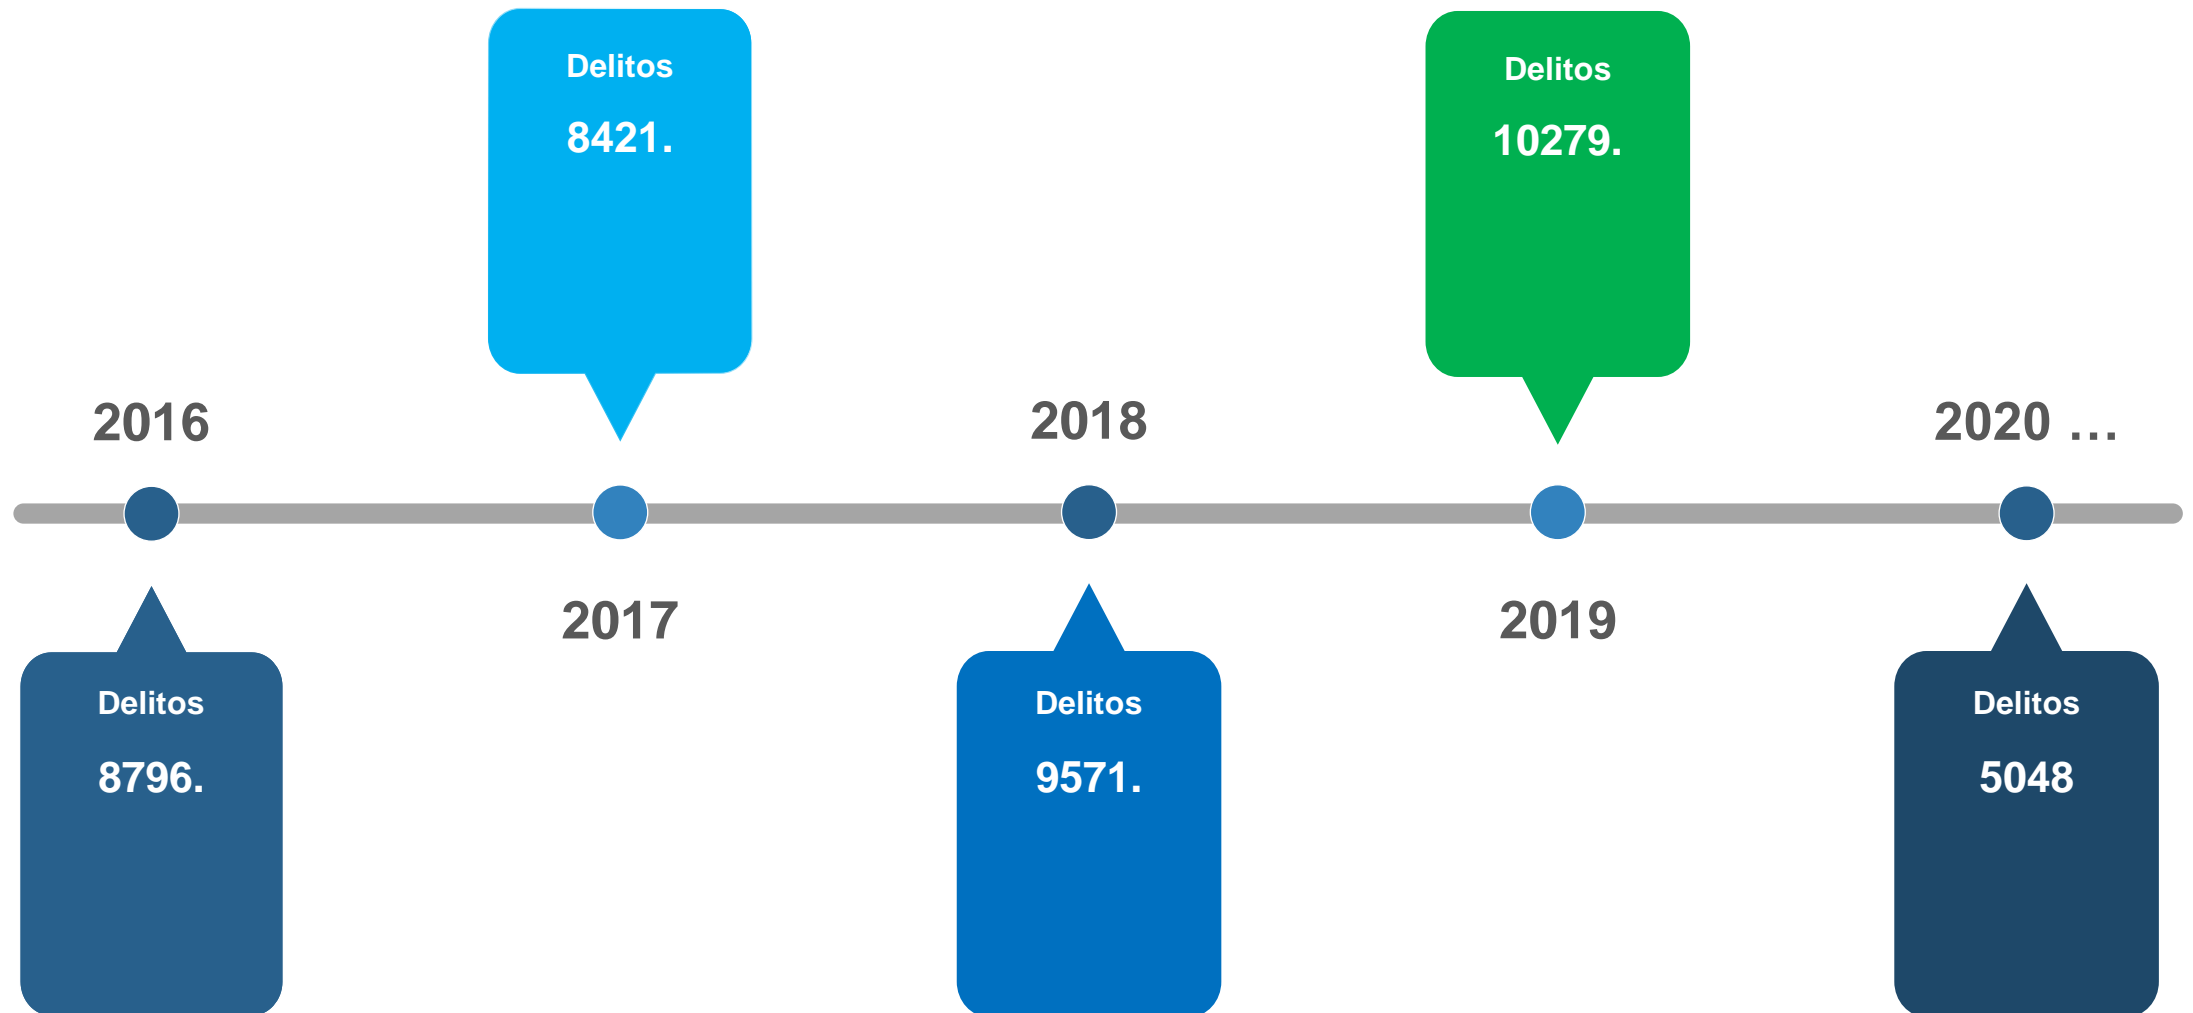 2016
Delitos
8796.
Delitos
8421.
2017
2018
Delitos
9571.
Delitos
10279.
2019
2020 …
Delitos
5048